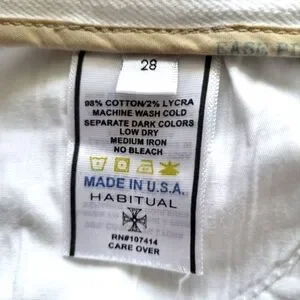 28
98% COTTON/2% LYCRA
MACHINE WASH COLD
SEPARATE DARK COLORS
LOW DRY
MEDIUM IRON
NO BLEACH
MADE IN U.S.A.
HABITUAL
RN#107414
CARE OVER